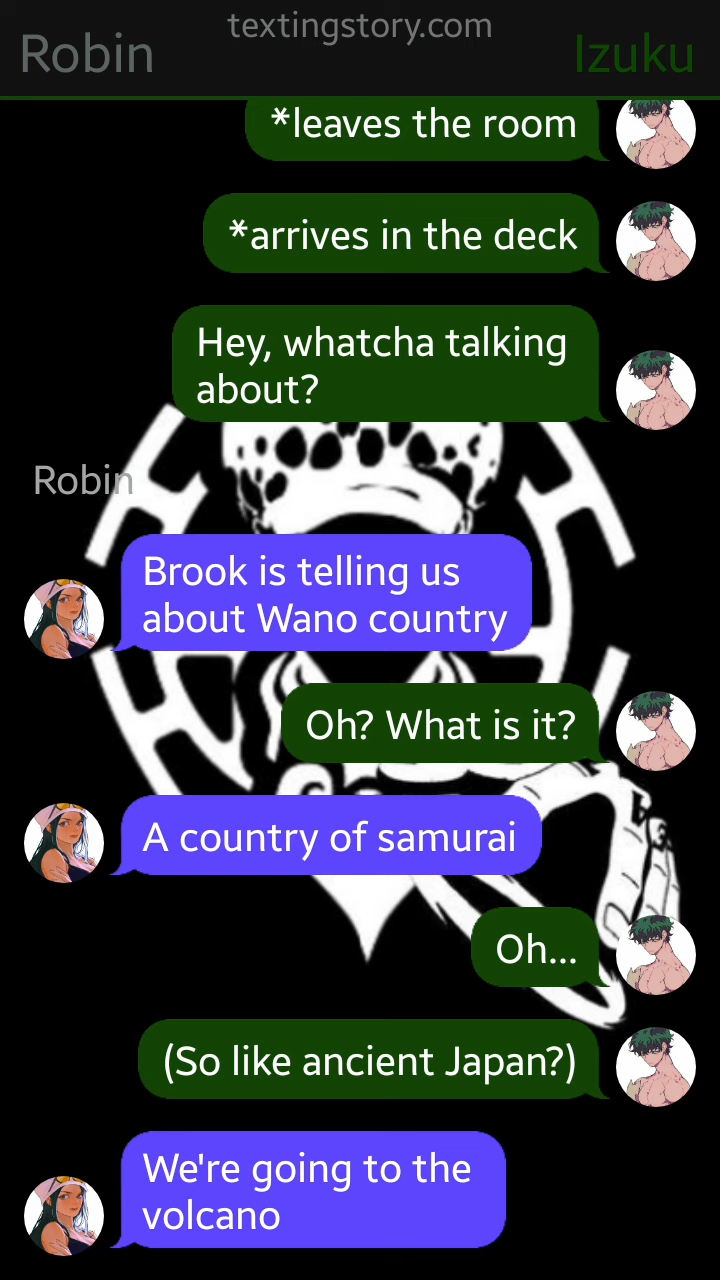 textingstory.com
Robin
Izuku
*leaves the room
*arrives in the deck
Hey, whatcha talking
about?
Robin
Brook is telling us
about Wano country
Oh? What is it?
A country of samurai
Oh...
(So like ancient Japan?)
We're going to the
volcano